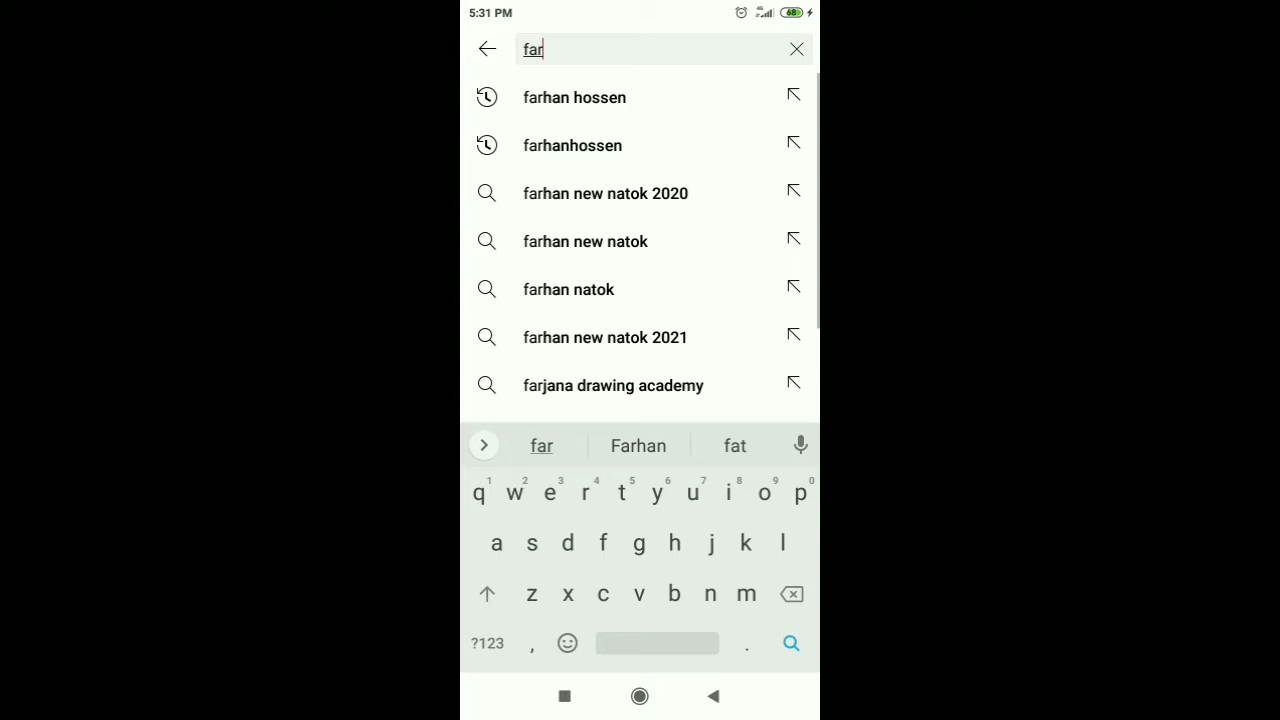 5:31 PM
4G
68
far
farhan hossen
farhanhossen
farhan new natok 2020
farhan new natok
farhan natok
farhan new natok 2021
farjana drawing academy
far Farhan fat
1 2 3 4 5 6 7 8 9 0
q w e r t y u i o p
a s d f g h j k l
z x c v b n m
?123 , .